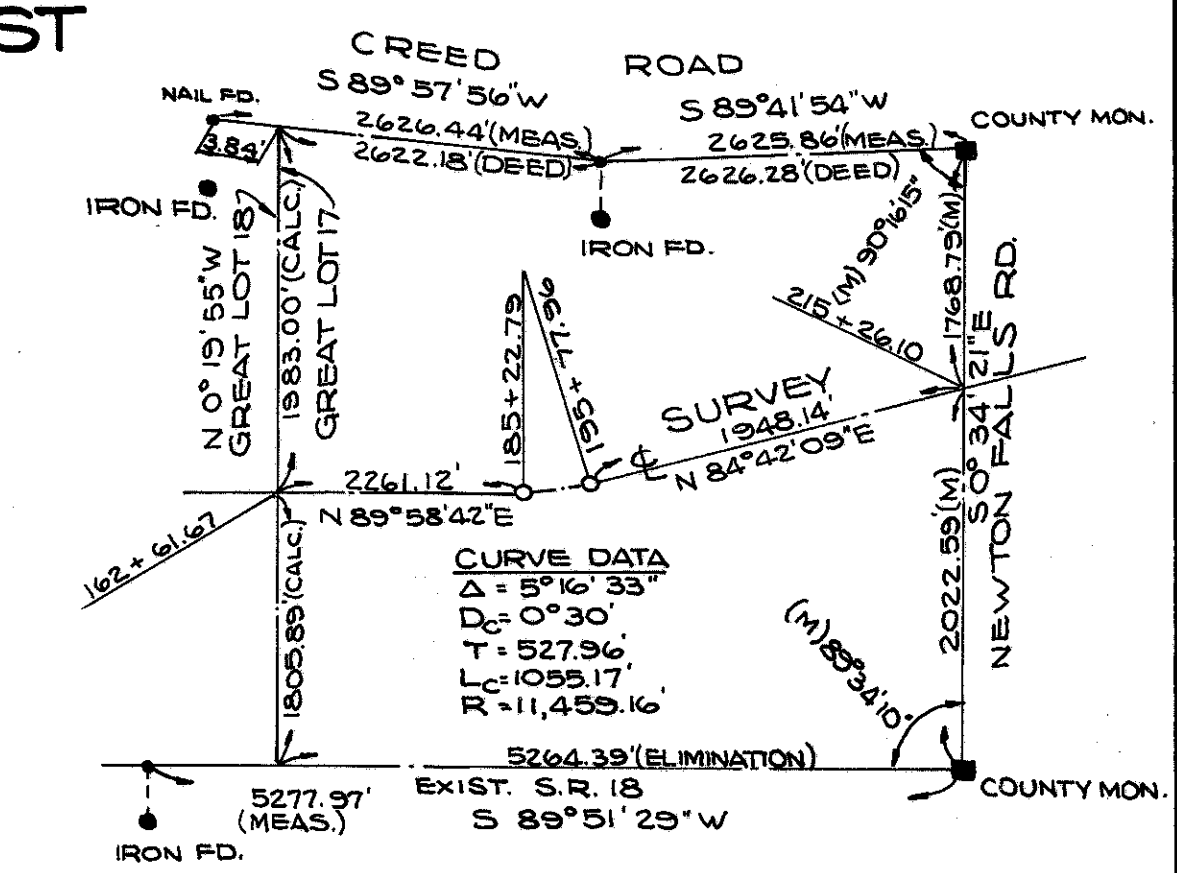 ST
CREED ROAD
S 89° 57' 56" W
S 89° 41' 54" W
NAIL FD.
2626.44' (MEAS.)
2622.18' (DEED)
2625.86' (MEAS.)
2626.28' (DEED)
COUNTY MON.
3.84'
IRON FD.
IRON FD.
N 0° 19' 55" W
GREAT LOT 18
1983.00' (CALC.)
GREAT LOT 17
185+22.79
195+77.96
(M) 90°16'15"
1768.79' (M)
215+26.10
S 0° 34' 21" E
NEWTON FALLS RD.
SURVEY
1948.14'
℄ N 84° 42' 09" E
2261.12'
N 89° 58' 42" E
162+61.67
1805.89' (CALC.)
CURVE DATA
Δ = 5° 16' 33"
Dc = 0° 30'
T = 527.96'
Lc = 1055.17'
R = 11,459.16'
2022.59' (M)
(M) 89° 34' 10"
5264.39' (ELIMINATION)
EXIST. S.R. 18
S 89° 51' 29" W
5277.97'
(MEAS.)
COUNTY MON.
IRON FD.